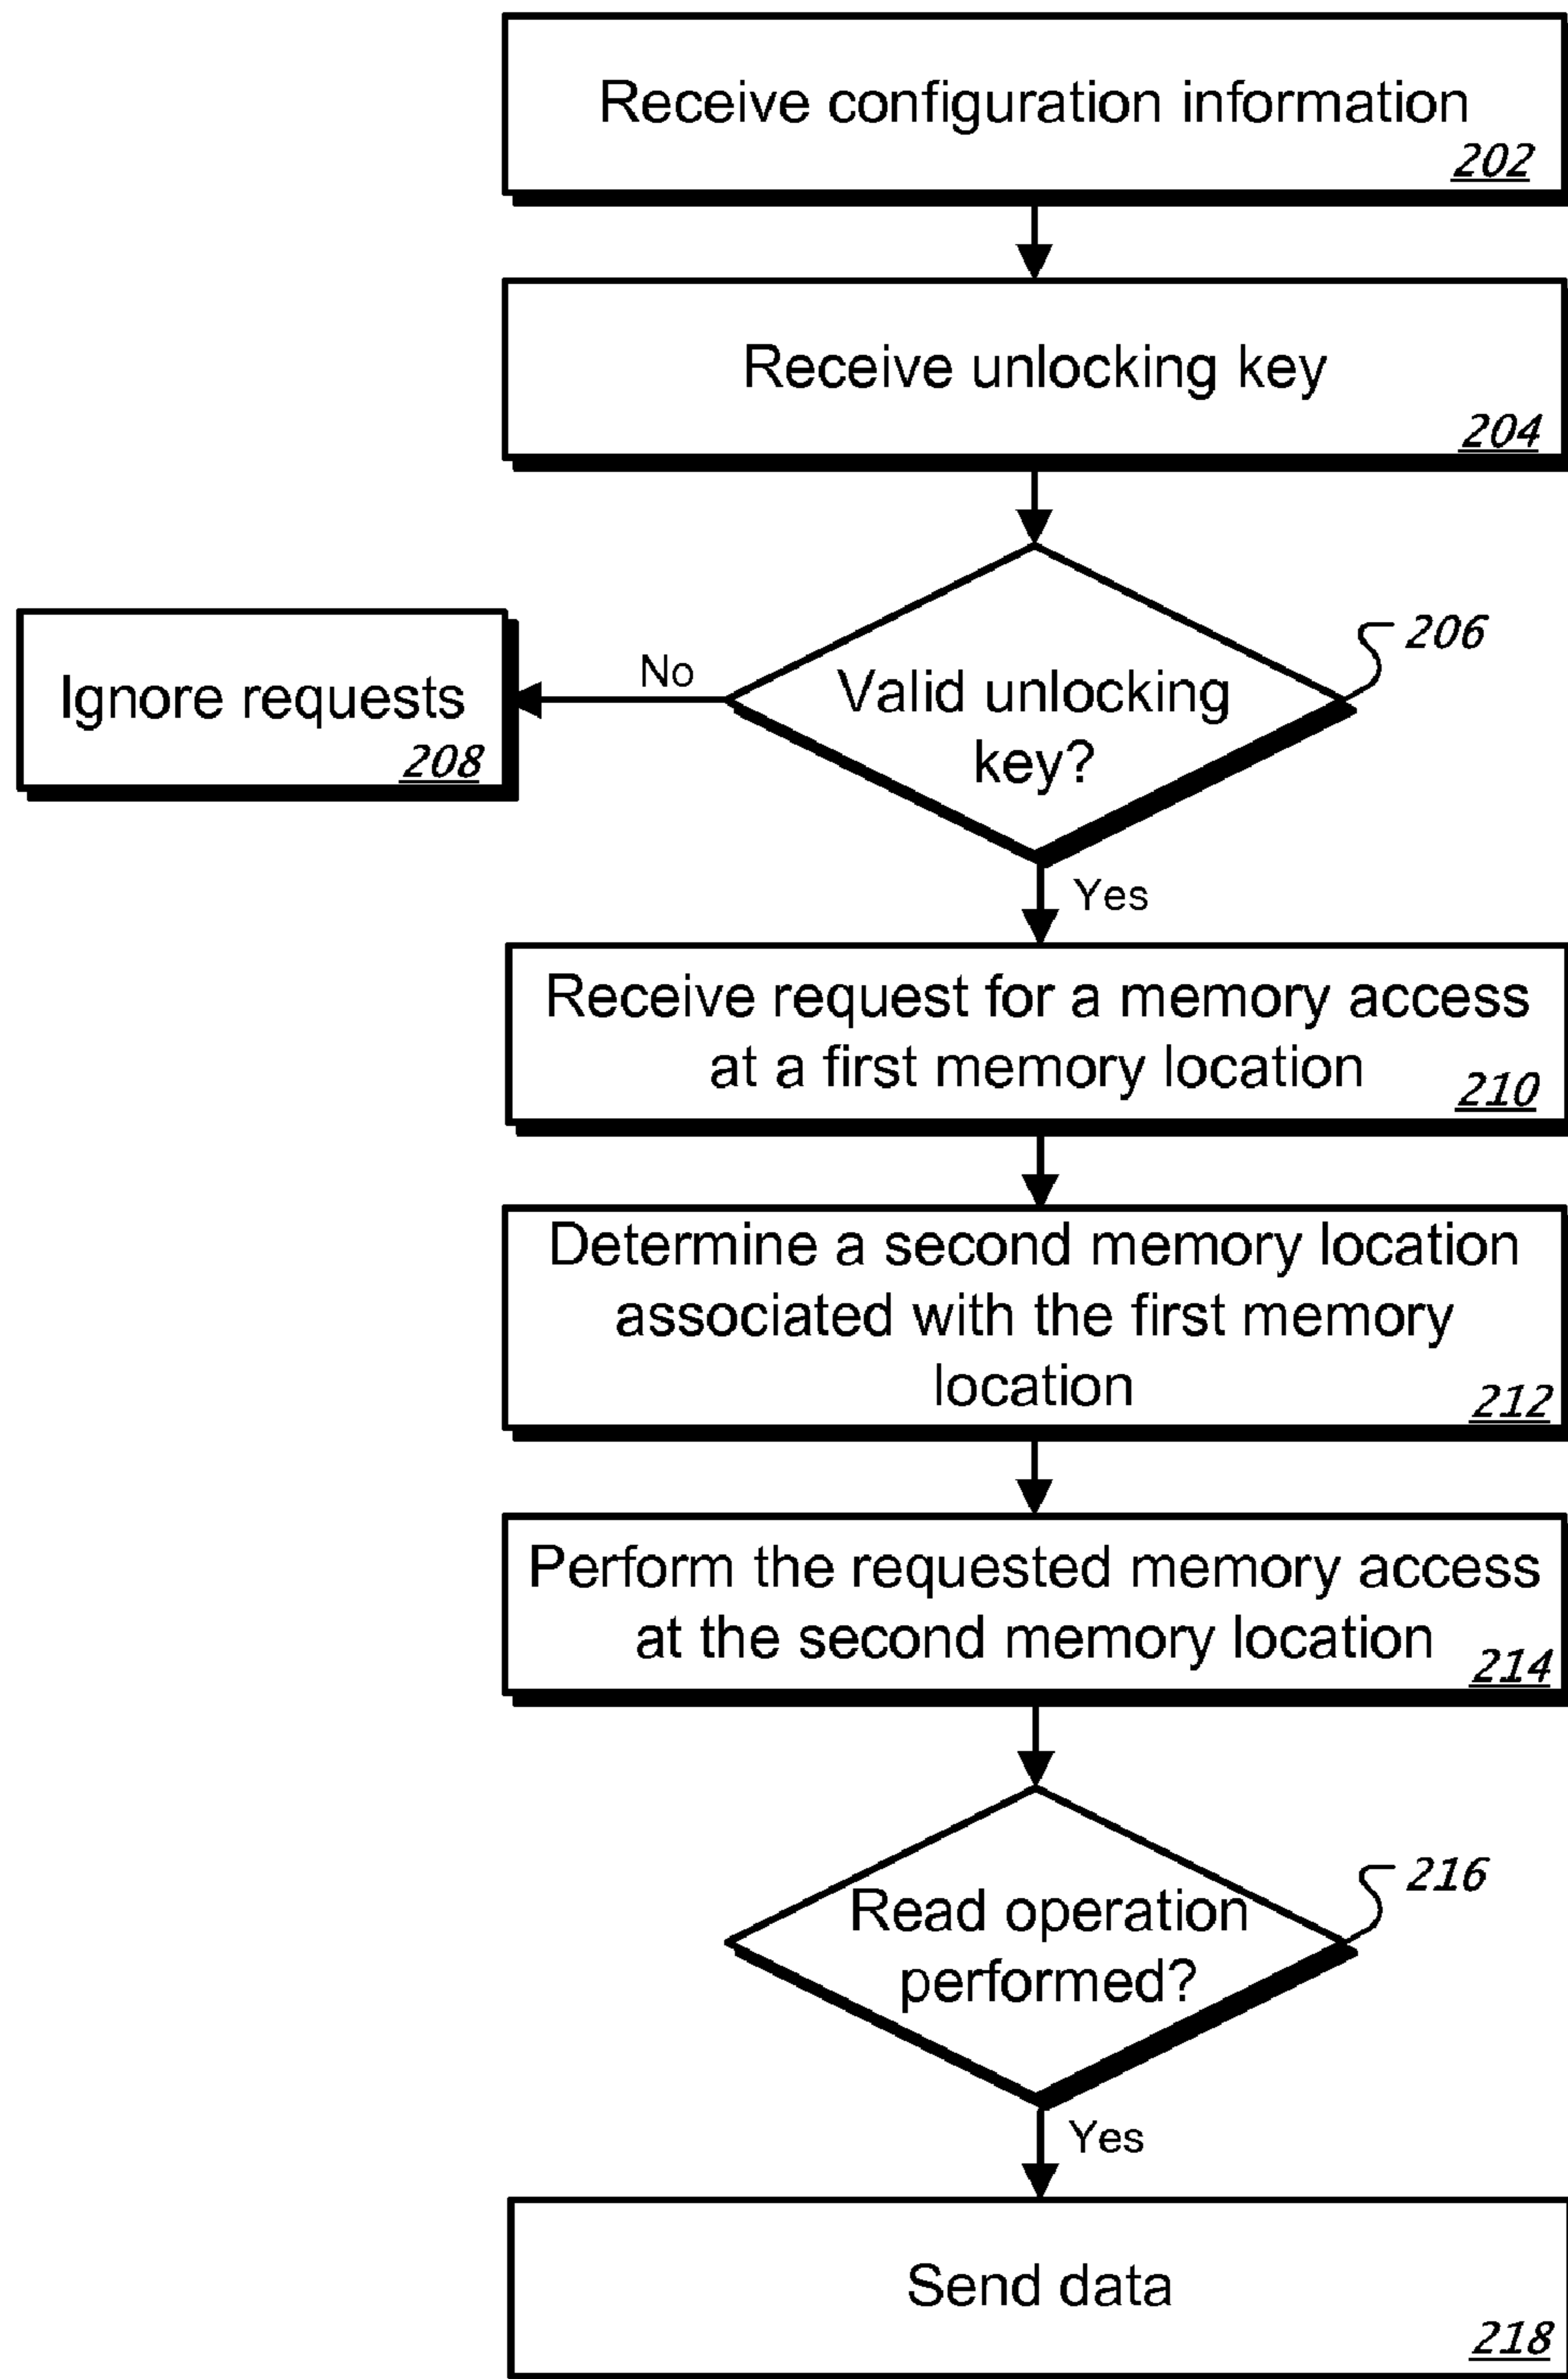 Receive configuration information
202
Receive unlocking key
204
206
Valid unlocking
key?
No
Ignore requests
208
Yes
Receive request for a memory access
at a first memory location
210
Determine a second memory location
associated with the first memory
location
212
Perform the requested memory access
at the second memory location
214
216
Read operation
performed?
Yes
Send data
218